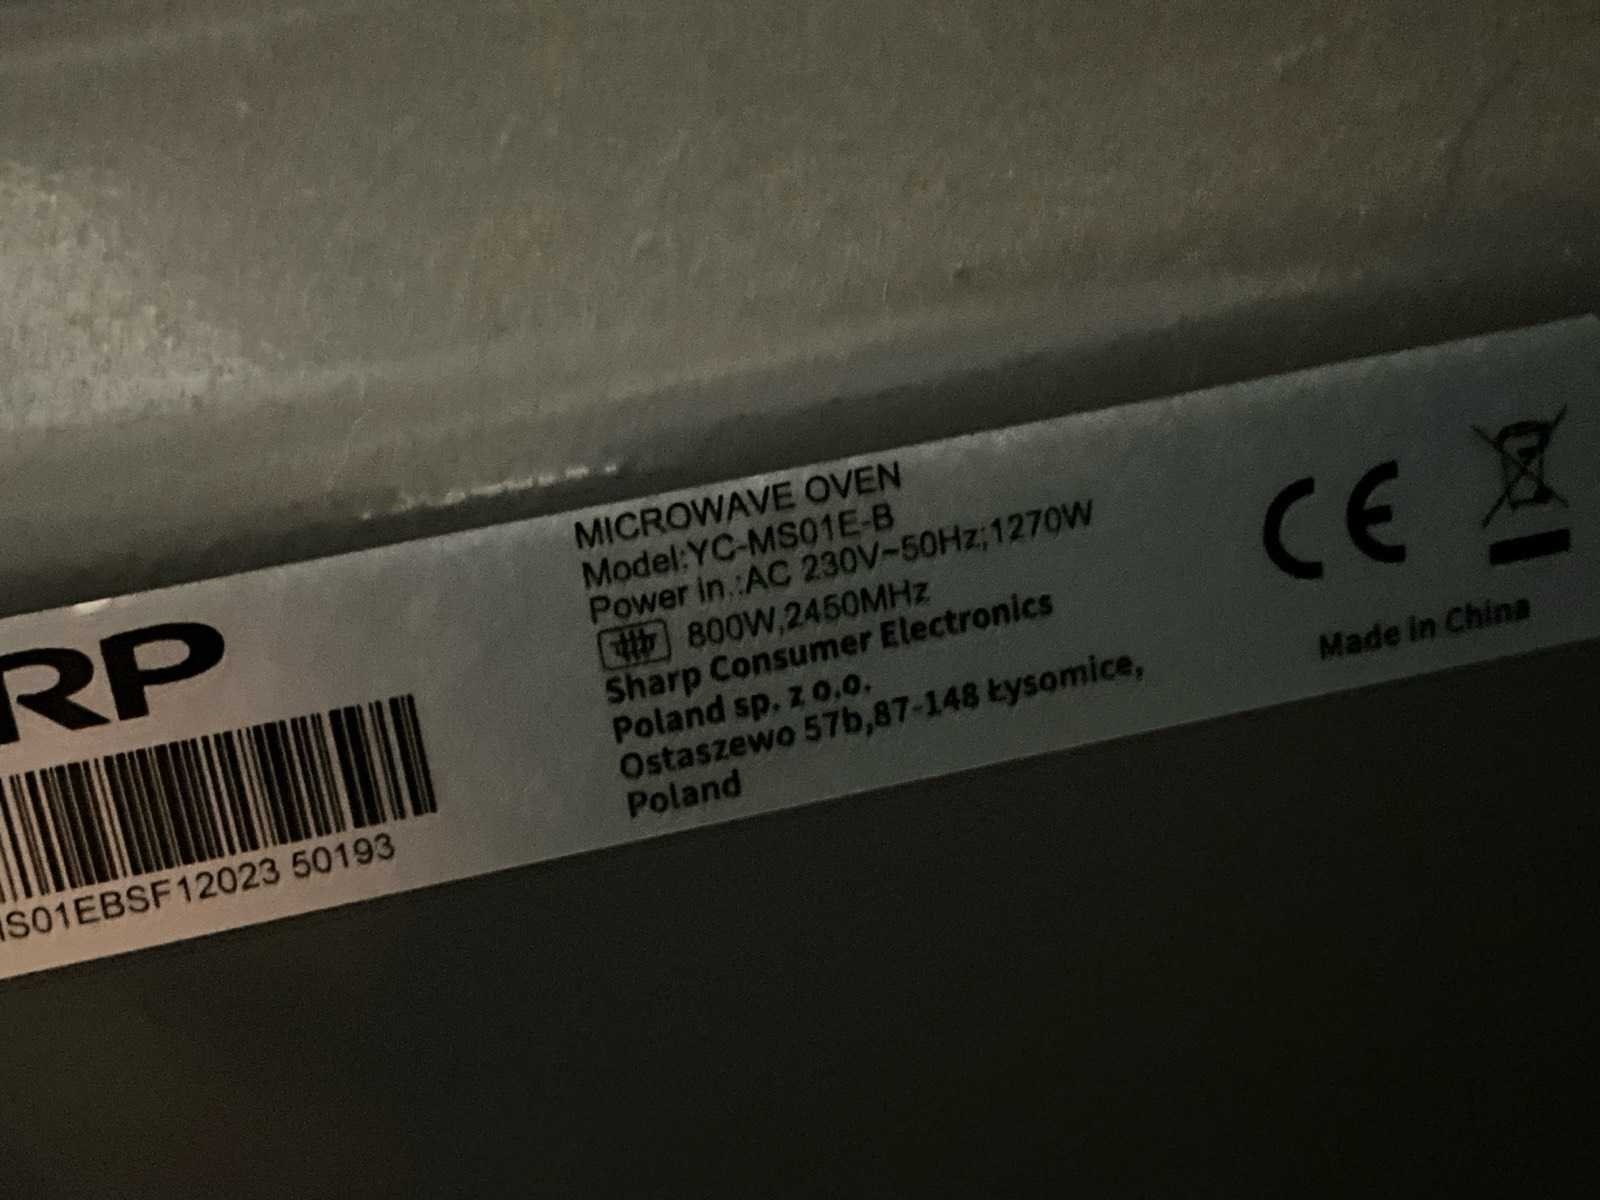 RP
IS01EBSF12023 50193
MICROWAVE OVEN
Model:YC-MS01E-B
Power in.:AC 230V~50Hz;1270W
800W,2450MHz
Sharp Consumer Electronics
Poland sp. z o.o.
Ostaszewo 57b,87-148 Łysomice,
Poland
CE
Made in China